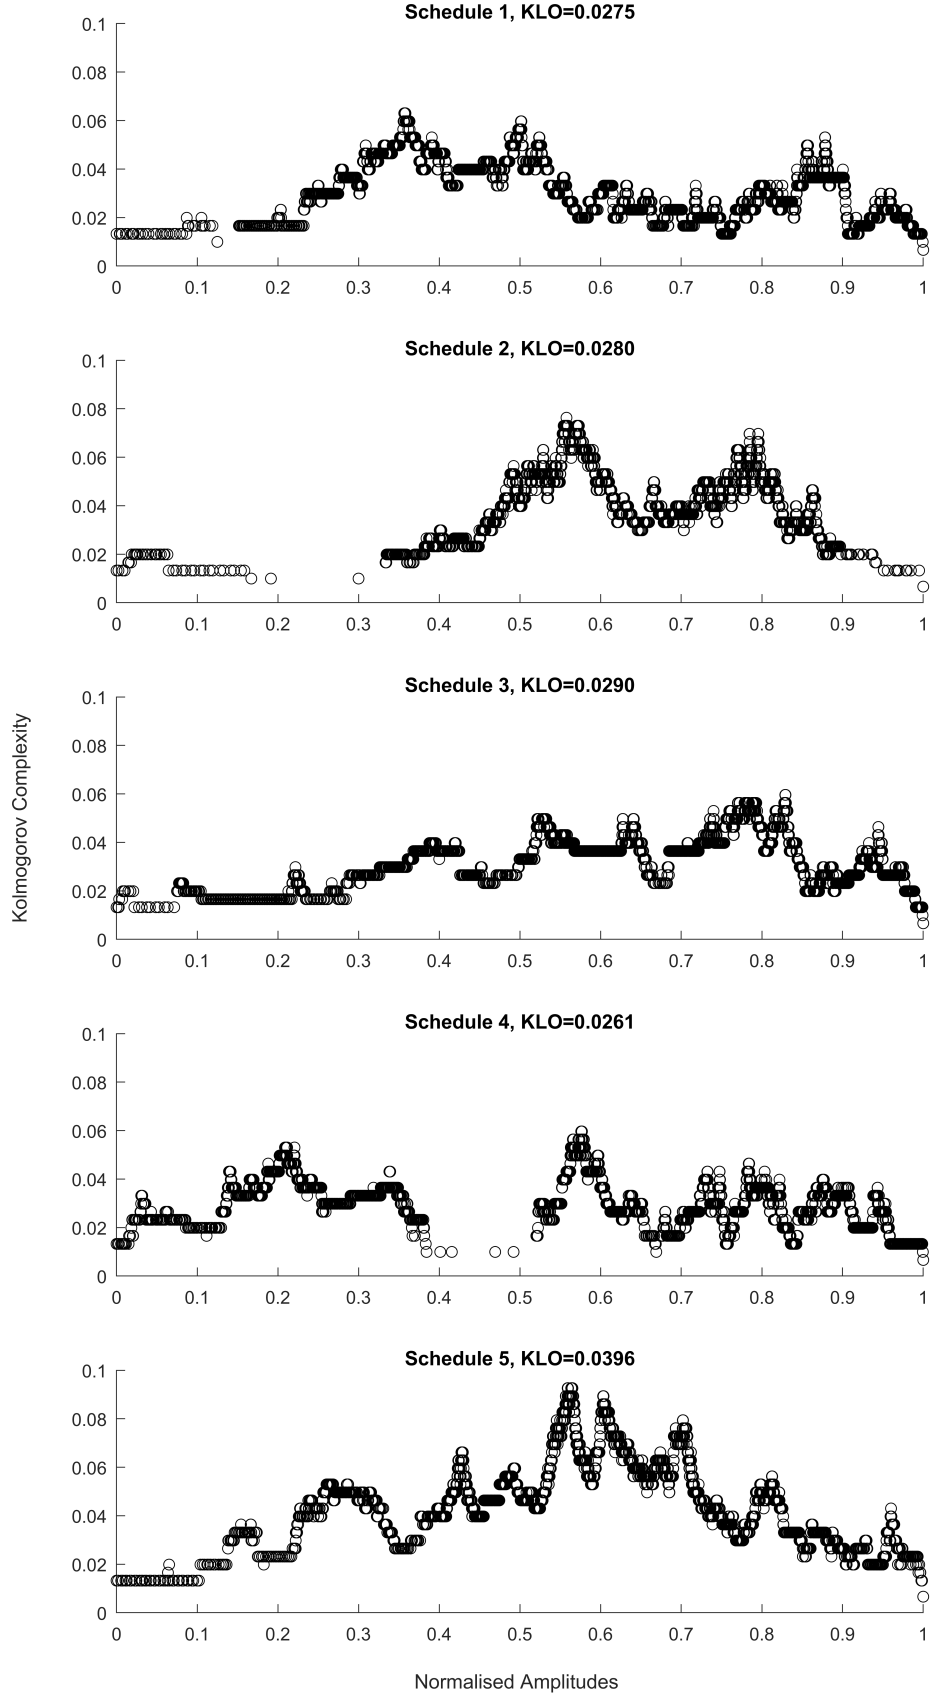 Schedule 1, KLO=0.0275
0.1
0.08
0.06
0.04
0.02
0
0 0.1 0.2 0.3 0.4 0.5 0.6 0.7 0.8 0.9 1
Schedule 2, KLO=0.0280
0.1
0.08
0.06
0.04
0.02
0
0 0.1 0.2 0.3 0.4 0.5 0.6 0.7 0.8 0.9 1
Schedule 3, KLO=0.0290
0.1
0.08
0.06
0.04
0.02
0
0 0.1 0.2 0.3 0.4 0.5 0.6 0.7 0.8 0.9 1
Kolmogorov Complexity
Schedule 4, KLO=0.0261
0.1
0.08
0.06
0.04
0.02
0
0 0.1 0.2 0.3 0.4 0.5 0.6 0.7 0.8 0.9 1
Schedule 5, KLO=0.0396
0.1
0.08
0.06
0.04
0.02
0
0 0.1 0.2 0.3 0.4 0.5 0.6 0.7 0.8 0.9 1
Normalised Amplitudes